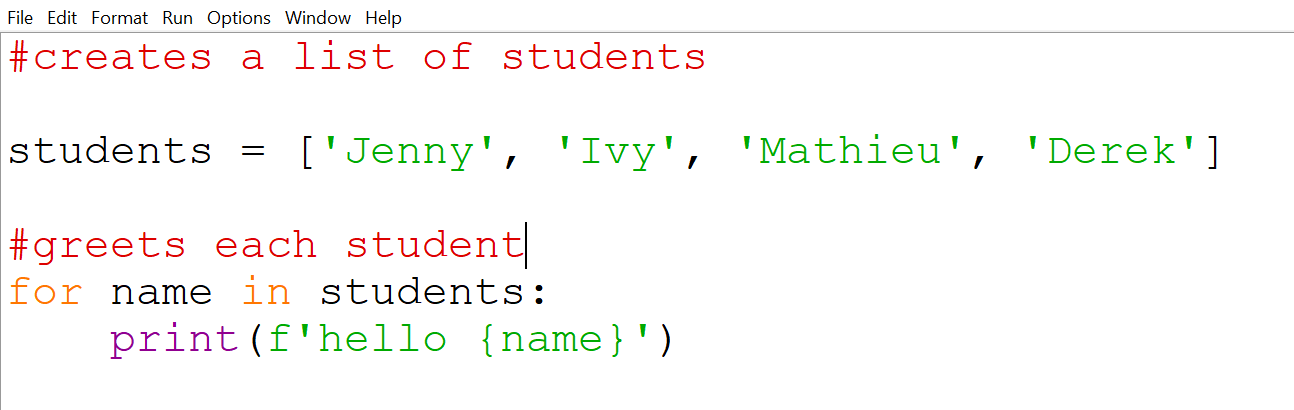 File Edit Format Run Options Window Help
#creates a list of students
students = ['Jenny', 'Ivy', 'Mathieu', 'Derek']
#greets each student
for name in students:
    print(f'hello {name}')